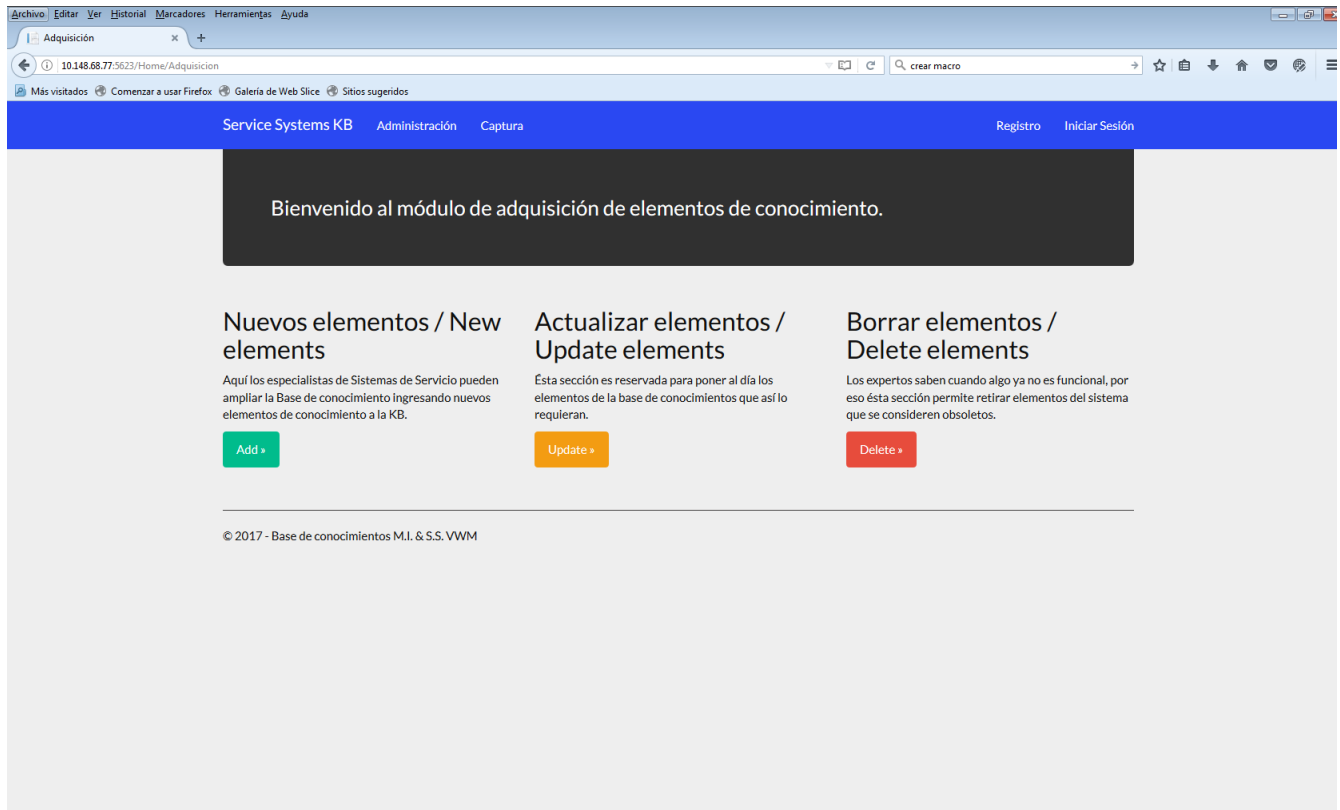 Archivo Editar Ver Historial Marcadores Herramientas Ayuda
Adquisición × +
10.148.68.77:5623/Home/Adquisicion
crear macro
Más visitados Comenzar a usar Firefox Galería de Web Slice Sitios sugeridos
Service Systems KB Administración Captura Registro Iniciar Sesión
Bienvenido al módulo de adquisición de elementos de conocimiento.
Nuevos elementos / New
elements
Aquí los especialistas de Sistemas de Servicio pueden
ampliar la Base de conocimiento ingresando nuevos
elementos de conocimiento a la KB.
Add »
Actualizar elementos /
Update elements
Ésta sección es reservada para poner al día los
elementos de la base de conocimientos que así lo
requieran.
Update »
Borrar elementos /
Delete elements
Los expertos saben cuando algo ya no es funcional, por
eso ésta sección permite retirar elementos del sistema
que se consideren obsoletos.
Delete »
© 2017 - Base de conocimientos M.I. & S.S. VWM